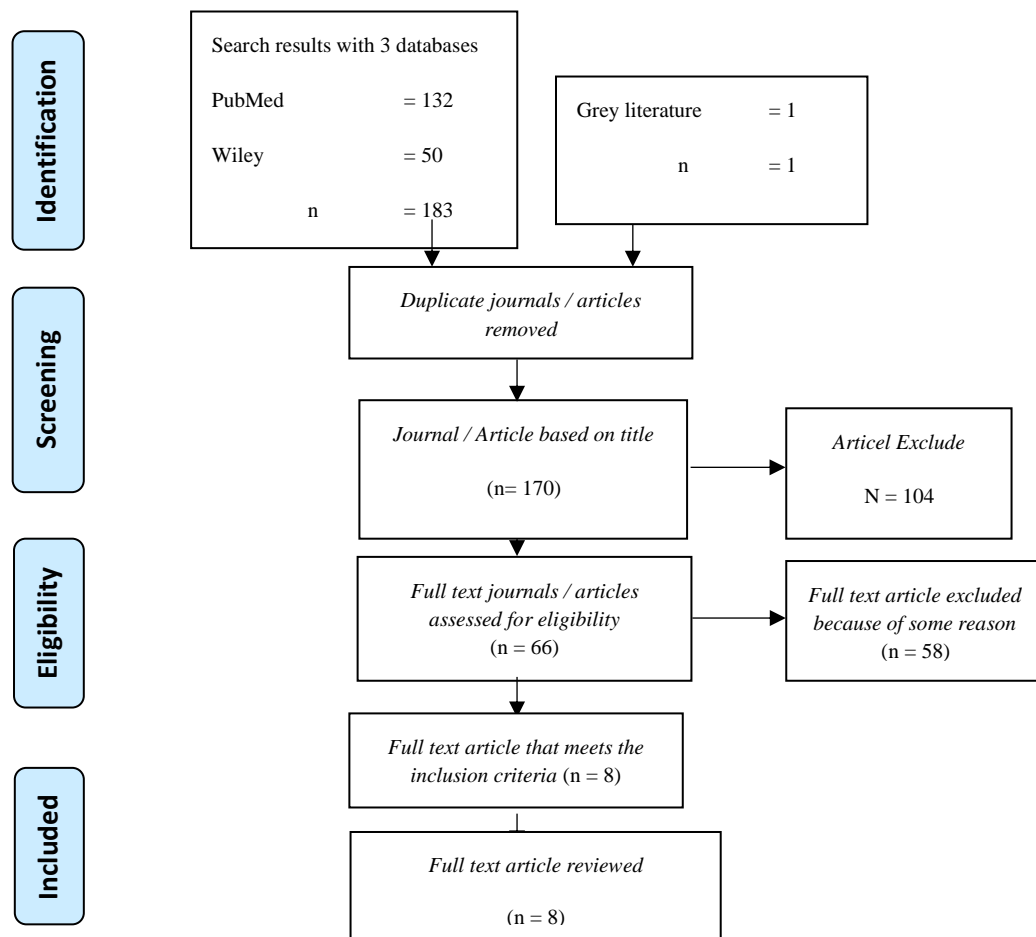 Identification
Search results with 3 databases
PubMed = 132
Wiley = 50
n = 183
Grey literature = 1
n = 1
Duplicate journals / articles
removed
Screening
Journal / Article based on title
(n= 170)
Articel Exclude
N = 104
Eligibility
Full text journals / articles
assessed for eligibility
(n = 66)
Full text article excluded
because of some reason
(n = 58)
Included
Full text article that meets the
inclusion criteria (n = 8)
Full text article reviewed
(n = 8)